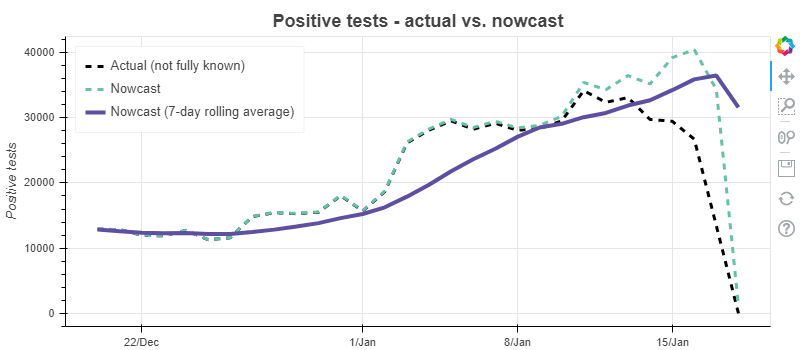 Positive tests - actual vs. nowcast
Actual (not fully known)
Nowcast
Nowcast (7-day rolling average)
Positive tests
40000
30000
20000
10000
0
22/Dec
1/Jan
8/Jan
15/Jan